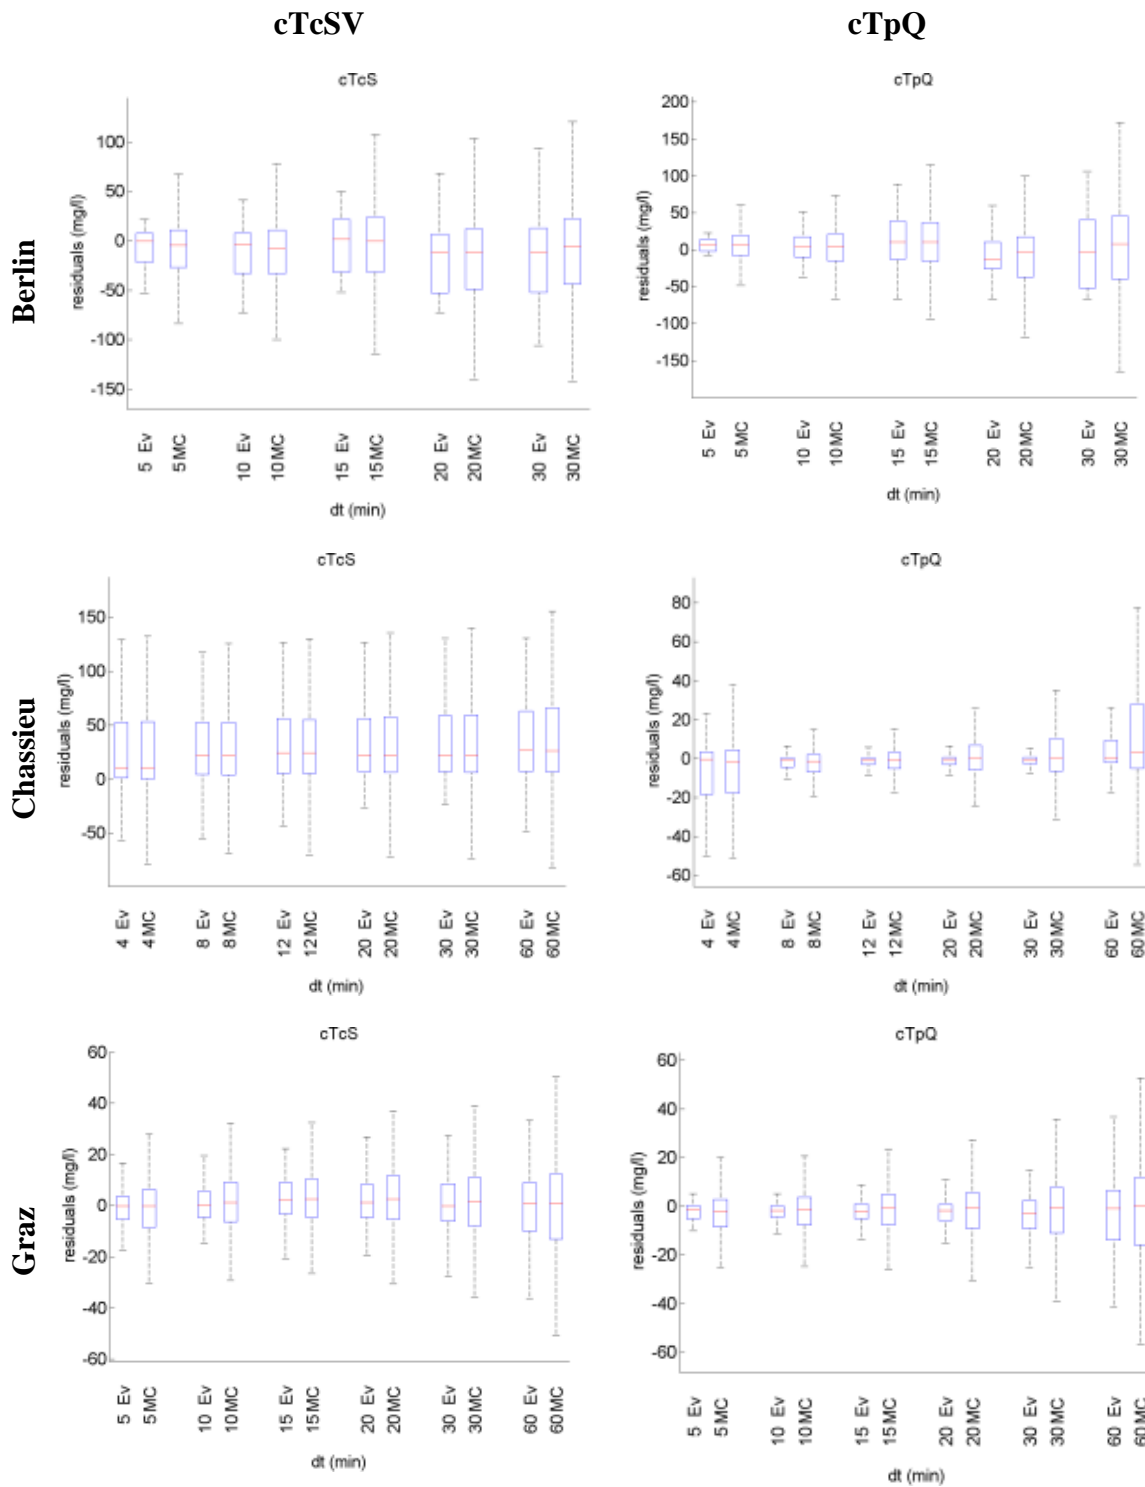 cTcSV cTpQ
Berlin
cTcS
residuals (mg/l)
100
50
0
-50
-100
-150
5 Ev 5 MC 10 Ev 10 MC 15 Ev 15 MC 20 Ev 20 MC 30 Ev 30 MC
dt (min)
cTpQ
residuals (mg/l)
200
150
100
50
0
-50
-100
-150
5 Ev 5 MC 10 Ev 10 MC 15 Ev 15 MC 20 Ev 20 MC 30 Ev 30 MC
dt (min)
Chassieu
cTcS
residuals (mg/l)
150
100
50
0
-50
4 Ev 4 MC 8 Ev 8 MC 12 Ev 12 MC 20 Ev 20 MC 30 Ev 30 MC 60 Ev 60 MC
dt (min)
cTpQ
residuals (mg/l)
80
60
40
20
0
-20
-40
-60
4 Ev 4 MC 8 Ev 8 MC 12 Ev 12 MC 20 Ev 20 MC 30 Ev 30 MC 60 Ev 60 MC
dt (min)
Graz
cTcS
residuals (mg/l)
60
40
20
0
-20
-40
-60
5 Ev 5 MC 10 Ev 10 MC 15 Ev 15 MC 20 Ev 20 MC 30 Ev 30 MC 60 Ev 60 MC
dt (min)
cTpQ
residuals (mg/l)
60
40
20
0
-20
-40
-60
5 Ev 5 MC 10 Ev 10 MC 15 Ev 15 MC 20 Ev 20 MC 30 Ev 30 MC 60 Ev 60 MC
dt (min)